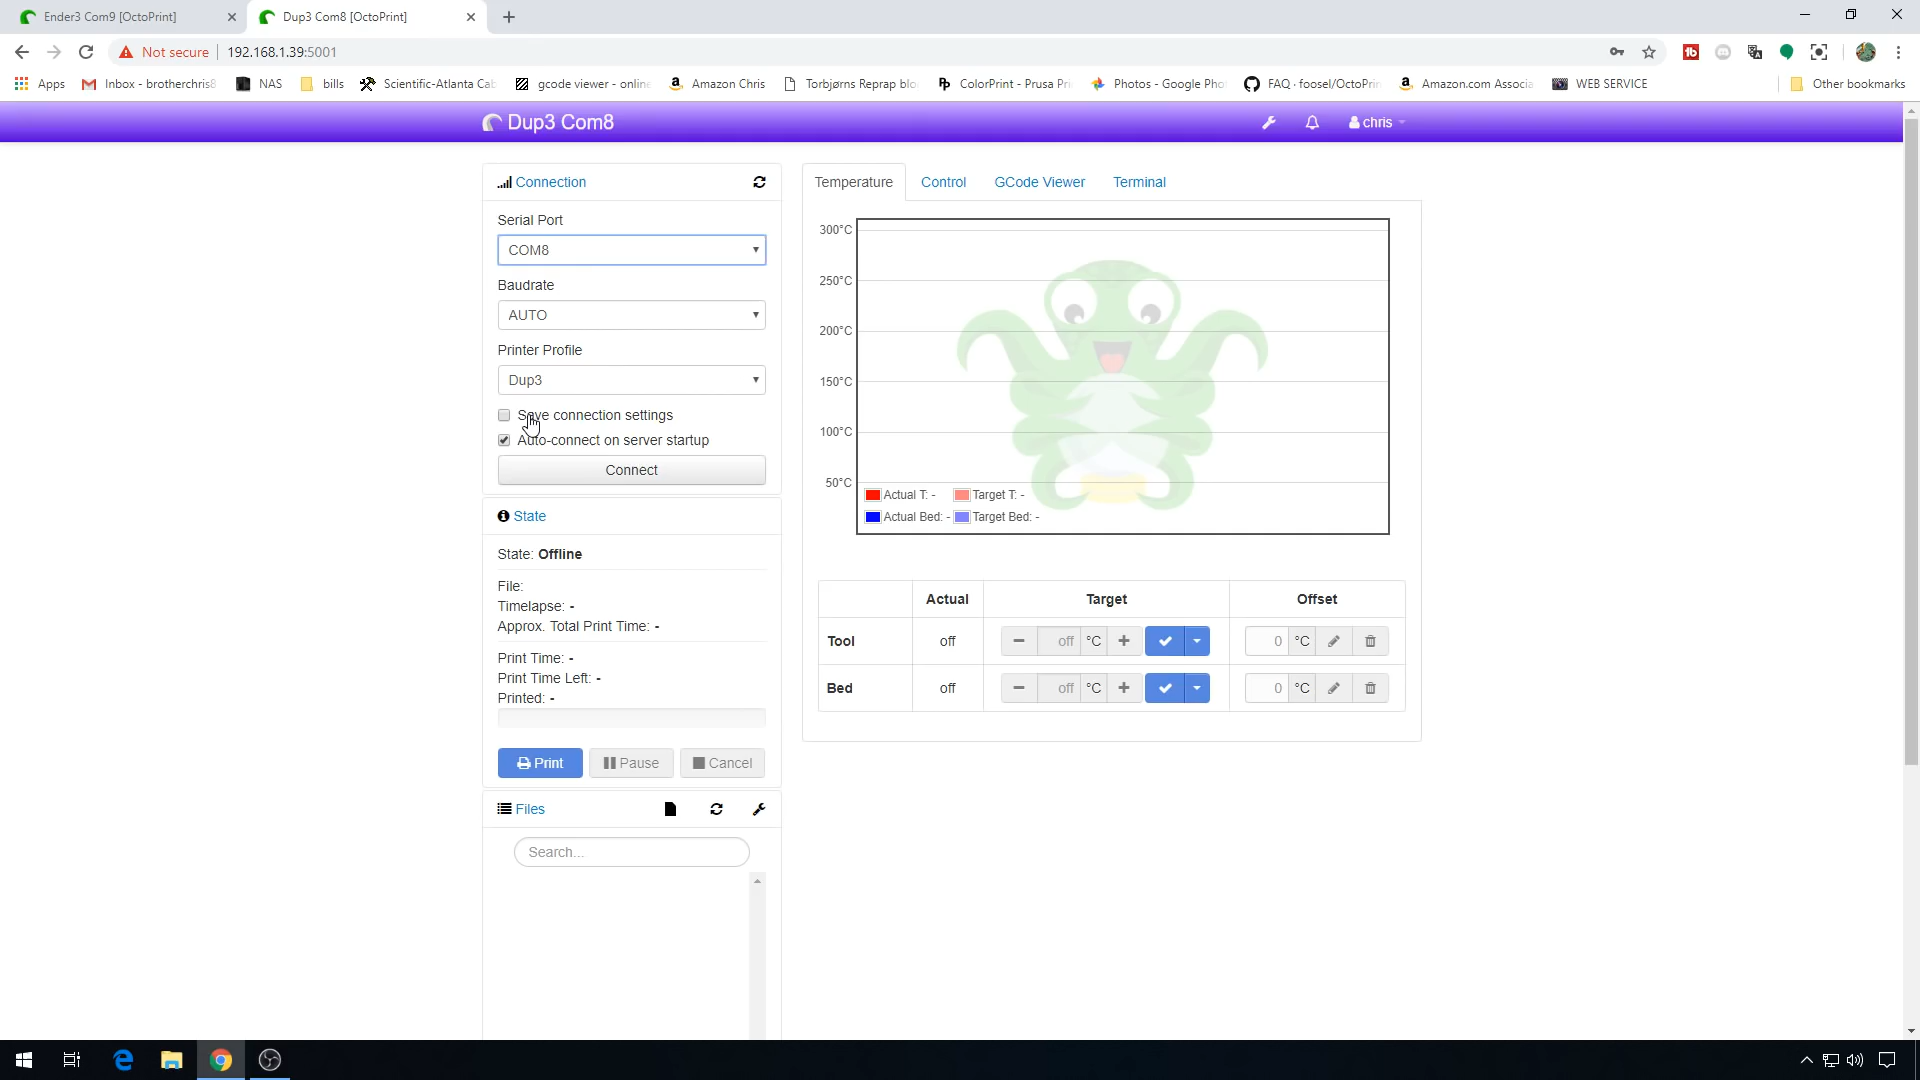 Ender3 Com9 [OctoPrint]
Dup3 Com8 [OctoPrint]
Not secure
192.168.1.39:5001
Apps
Inbox - brotherchris8
NAS
bills
Scientific-Atlanta Cab
gcode viewer - online
Amazon Chris
Torbjørns Reprap blo
ColorPrint - Prusa Pri
Photos - Google Pho
FAQ · foosel/OctoPrin
Amazon.com Associa
WEB SERVICE
Other bookmarks
Dup3 Com8
chris
Connection
Serial Port
COM8
Baudrate
AUTO
Printer Profile
Dup3
Save connection settings
Auto-connect on server startup
Connect
State
State: Offline
File:
Timelapse: -
Approx. Total Print Time: -
Print Time: -
Print Time Left: -
Printed: -
Print
Pause
Cancel
Files
Search...
Temperature
Control
GCode Viewer
Terminal
300°C
250°C
200°C
150°C
100°C
50°C
Actual T: -
Target T: -
Actual Bed: -
Target Bed: -
Actual
Target
Offset
Tool
off
off °C
0 °C
Bed
off
off °C
0 °C